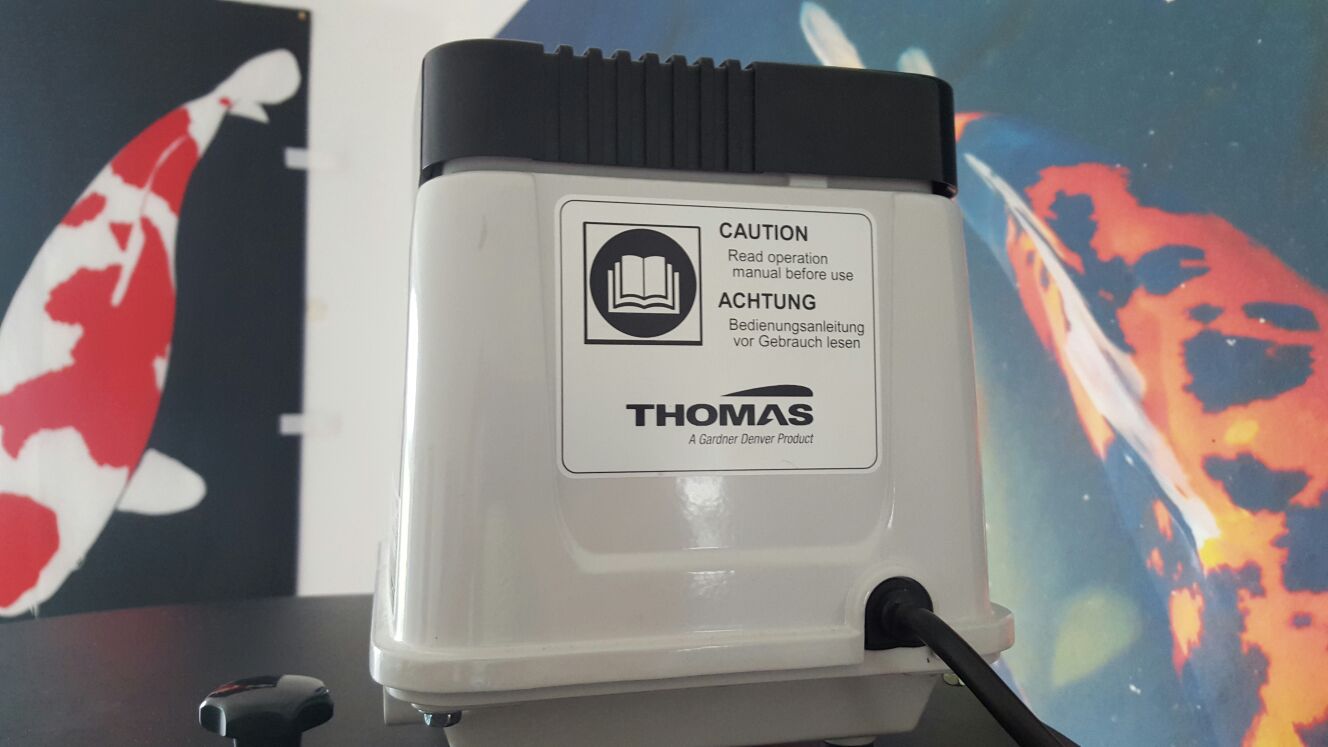 CAUTION
Read operation
manual before use
ACHTUNG
Bedienungsanleitung
vor Gebrauch lesen
THOMAS
A Gardner Denver Product